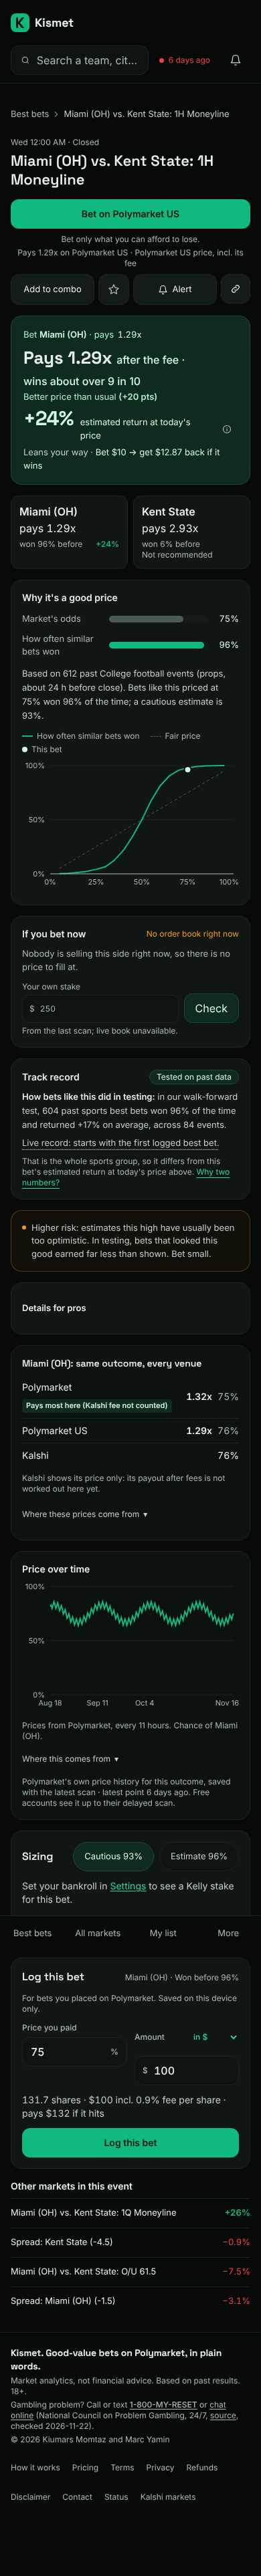 Kismet
Search a team, cit...
6 days ago
Best bets > Miami (OH) vs. Kent State: 1H Moneyline
Wed 12:00 AM · Closed
Miami (OH) vs. Kent State: 1H
Moneyline
Bet on Polymarket US
Bet only what you can afford to lose.
Pays 1.29x on Polymarket US · Polymarket US price, incl. its
fee
Add to combo
Alert
Bet Miami (OH) · pays 1.29x
Pays 1.29x after the fee ·
wins about over 9 in 10
Better price than usual (+20 pts)
+24% estimated return at today's
price
Leans your way · Bet $10 → get $12.87 back if it
wins
Miami (OH)
pays 1.29x
won 96% before +24%
Kent State
pays 2.93x
won 6% before
Not recommended
Why it's a good price
Market's odds 75%
How often similar
bets won
96%
Based on 612 past College football events (props,
about 24 h before close). Bets like this priced at
75% won 96% of the time; a cautious estimate is
93%.
How often similar bets won
Fair price
This bet
100%
50%
0%
0% 25% 50% 75% 100%
If you bet now
No order book right now
Nobody is selling this side right now, so there is no
price to fill at.
Your own stake
$ 250
Check
From the last scan; live book unavailable.
Track record
Tested on past data
How bets like this did in testing: in our walk-forward
test, 604 past sports best bets won 96% of the time
and returned +17% on average, across 84 events.
Live record: starts with the first logged best bet.
That is the whole sports group, so it differs from this
bet's estimated return at today's price above. Why two
numbers?
Higher risk: estimates this high have usually been
too optimistic. In testing, bets that looked this
good earned far less than shown. Bet small.
Details for pros
Miami (OH): same outcome, every venue
Polymarket
Pays most here (Kalshi fee not counted)
1.32x 75%
Polymarket US 1.29x 76%
Kalshi 76%
Kalshi shows its price only: its payout after fees is not
worked out here yet.
Where these prices come from ▾
Price over time
100%
50%
0%
Aug 18 Sep 11 Oct 4 Nov 16
Prices from Polymarket, every 11 hours. Chance of Miami
(OH).
Where this comes from ▾
Polymarket's own price history for this outcome, saved
with the latest scan · latest point 6 days ago. Free
accounts see it up to their delayed scan.
Sizing
Cautious 93%
Estimate 96%
Set your bankroll in Settings to see a Kelly stake
for this bet.
Best bets
All markets
My list
More
Log this bet
Miami (OH) · Won before 96%
For bets you placed on Polymarket. Saved on this device
only.
Price you paid
75 %
Amount
in $
$ 100
131.7 shares · $100 incl. 0.9% fee per share ·
pays $132 if it hits
Log this bet
Other markets in this event
Miami (OH) vs. Kent State: 1Q Moneyline +26%
Spread: Kent State (-4.5) −0.9%
Miami (OH) vs. Kent State: O/U 61.5 −7.5%
Spread: Miami (OH) (-1.5) −3.1%
Kismet. Good-value bets on Polymarket, in plain
words.
Market analytics, not financial advice. Based on past results.
18+.
Gambling problem? Call or text 1-800-MY-RESET or chat
online (National Council on Problem Gambling, 24/7, source,
checked 2026-11-22).
© 2026 Kiumars Momtaz and Marc Yamin
How it works
Pricing
Terms
Privacy
Refunds
Disclaimer
Contact
Status
Kalshi markets